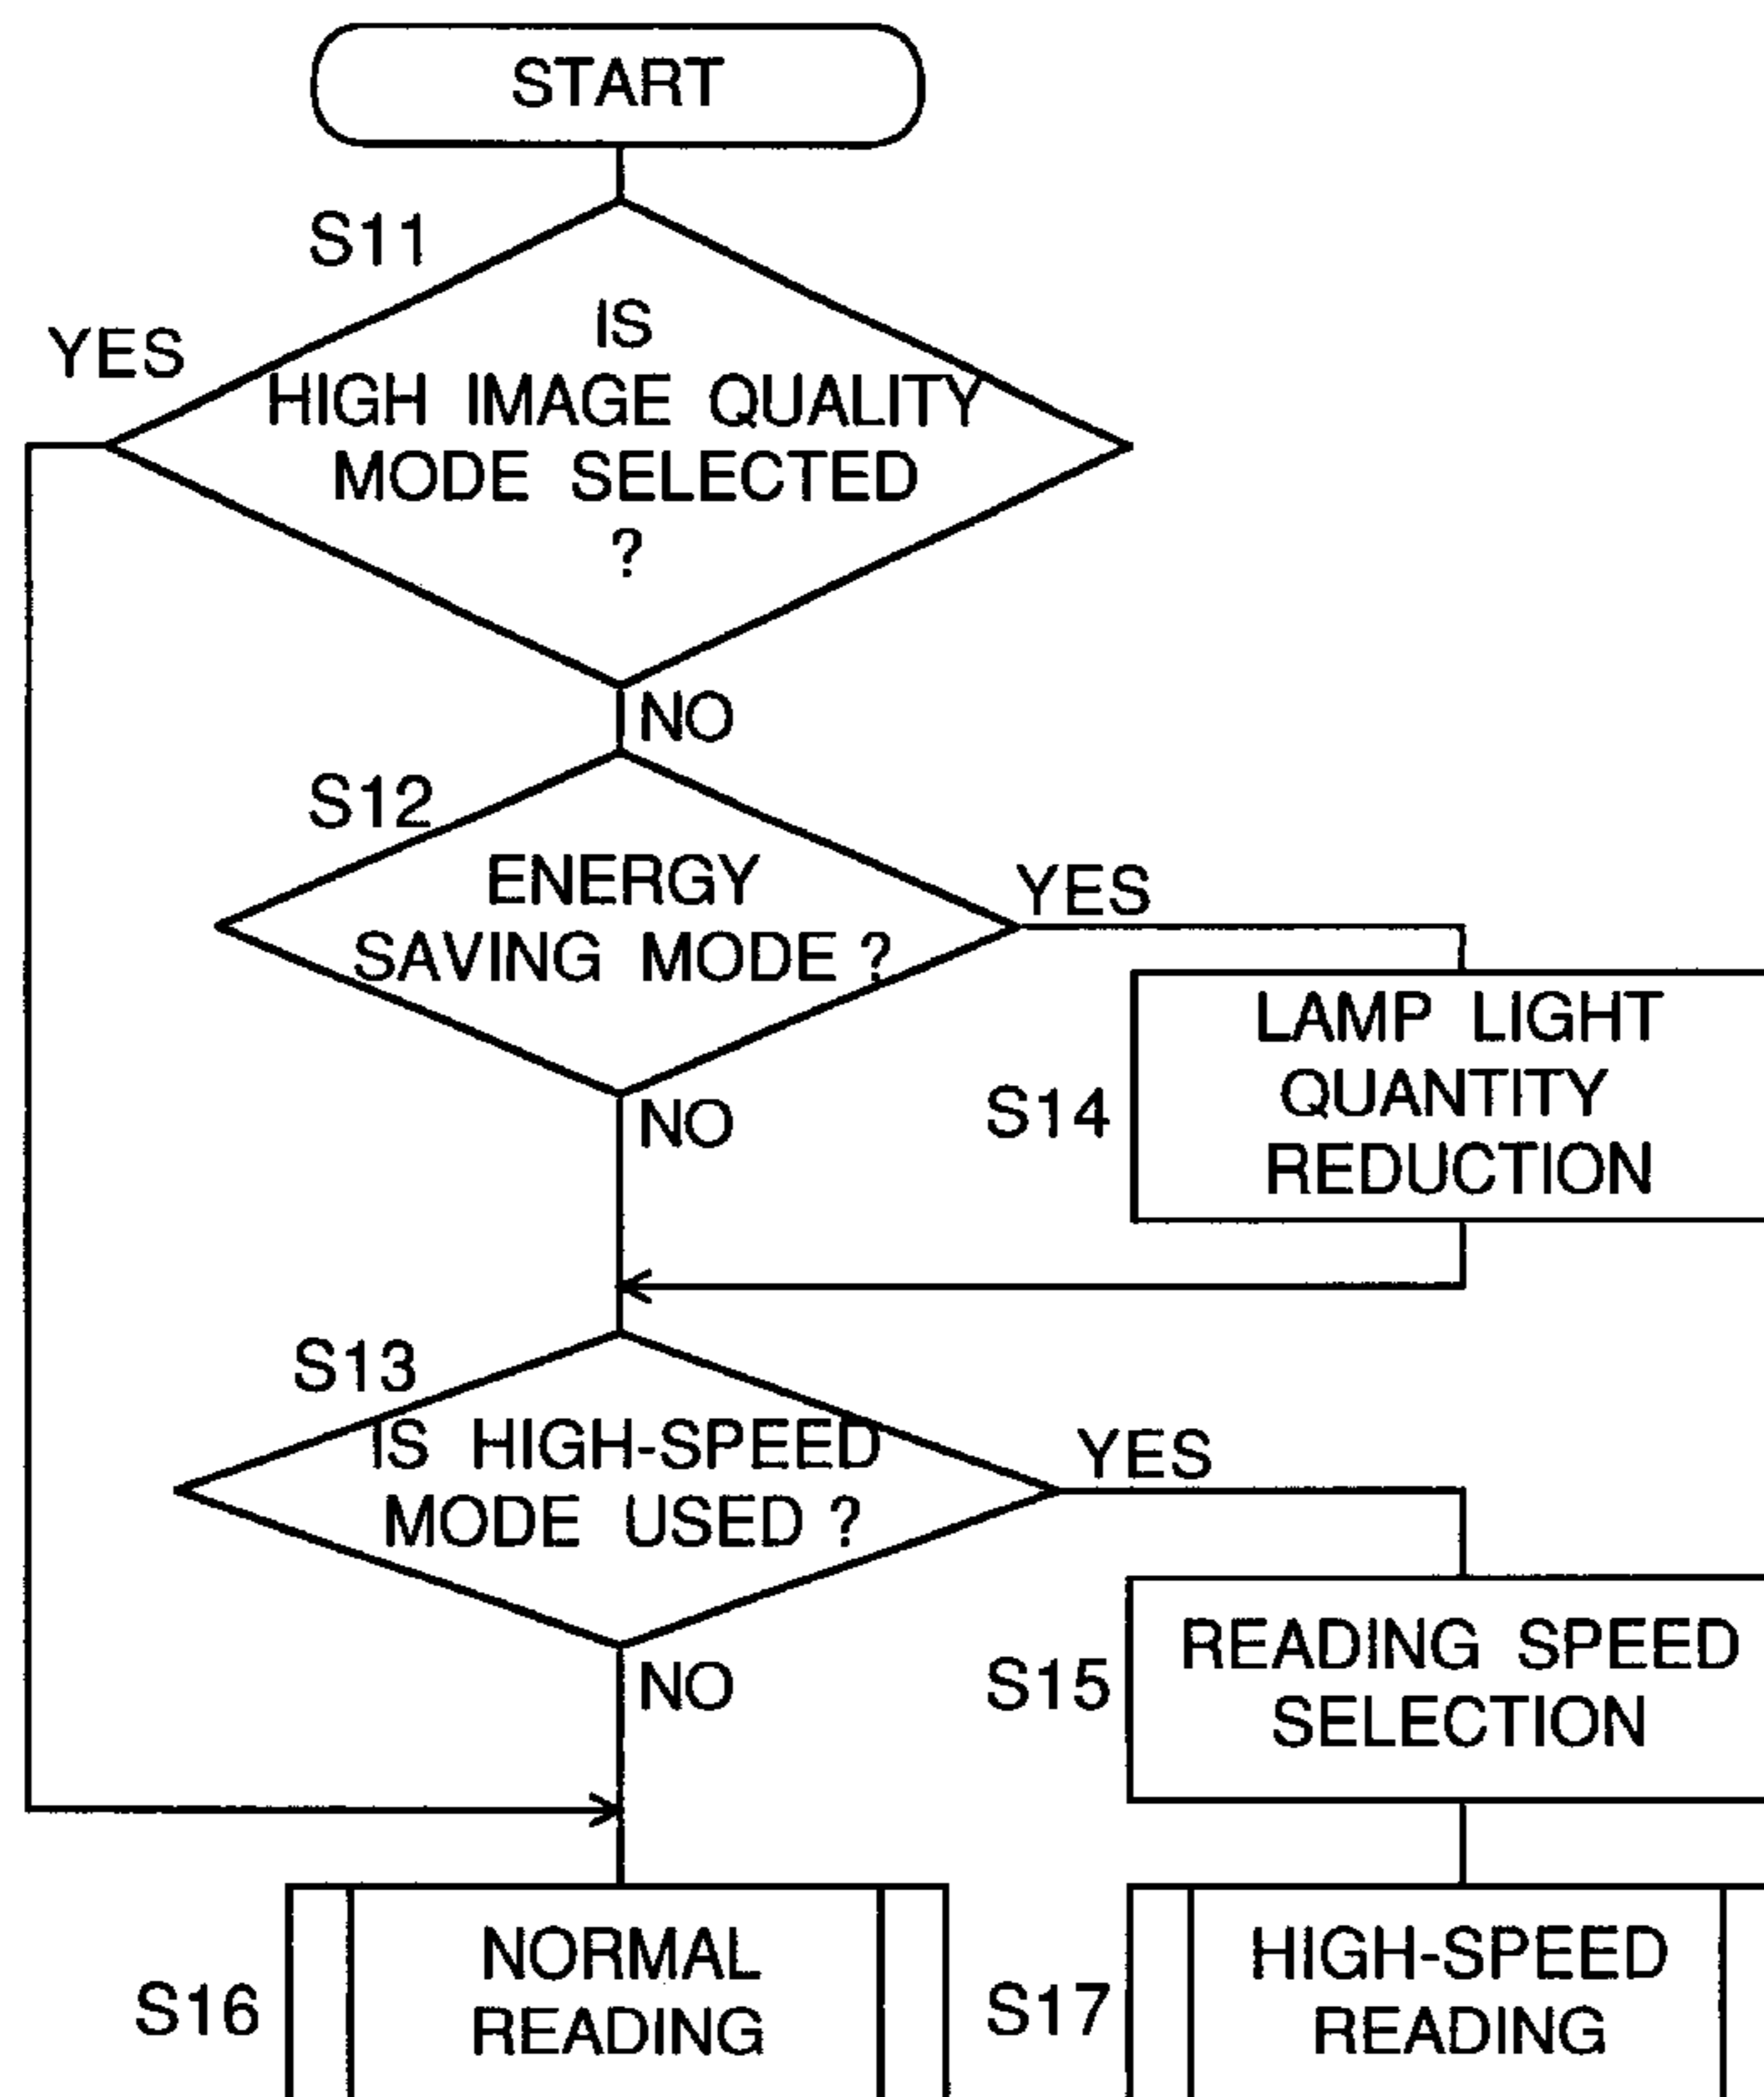 START
S11
YES
IS
HIGH IMAGE QUALITY
MODE SELECTED
?
NO
S12
ENERGY
SAVING MODE ?
YES
NO
S14
LAMP LIGHT
QUANTITY
REDUCTION
S13
IS HIGH-SPEED
MODE USED ?
YES
NO
S15
READING SPEED
SELECTION
S16
NORMAL
READING
S17
HIGH-SPEED
READING